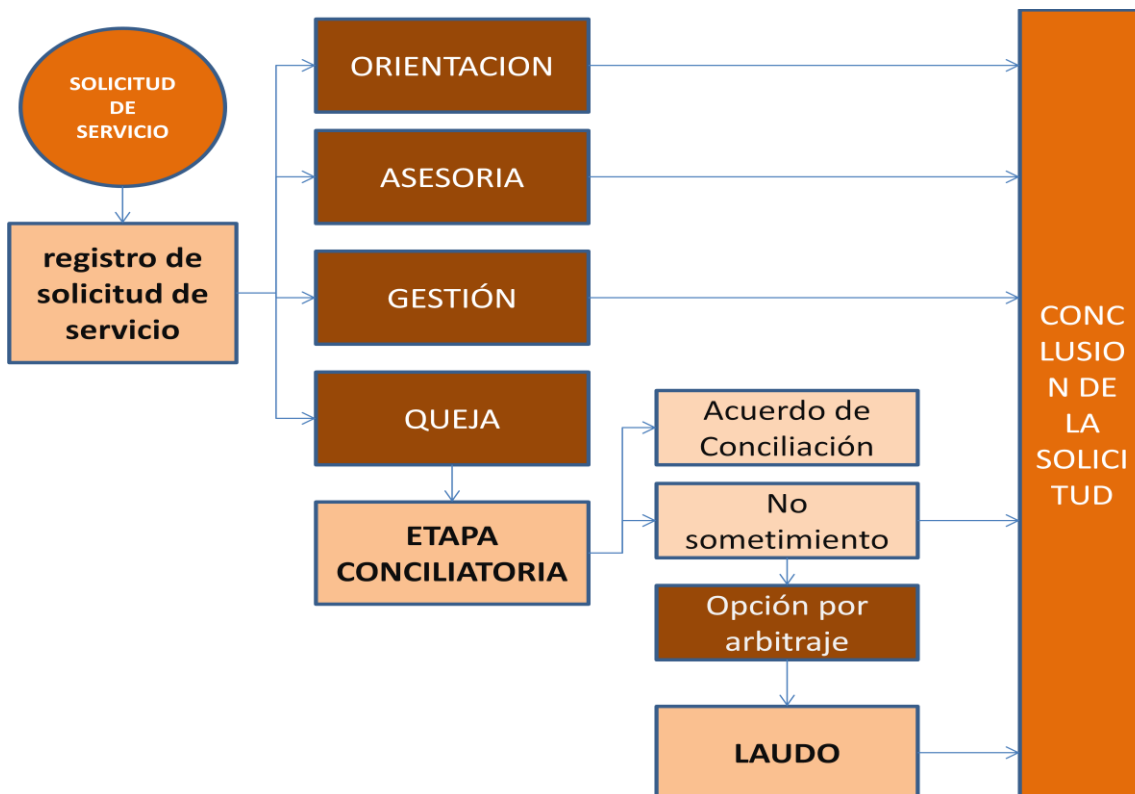 SOLICITUD
DE
SERVICIO
registro de
solicitud de
servicio
ORIENTACION
ASESORIA
GESTIÓN
QUEJA
ETAPA
CONCILIATORIA
Acuerdo de
Conciliación
No
sometimiento
Opción por
arbitraje
LAUDO
CONC
LUSIO
N DE
LA
SOLICI
TUD